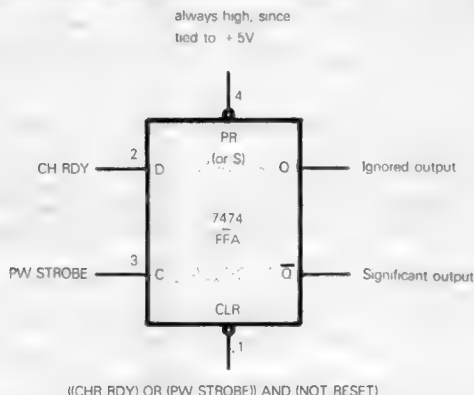 always high, since
tied to + 5V
4
PR
(or S)
2
CH RDY
D
Q
Ignored output
7474
FFA
3
PW STROBE
C
Q
Significant output
CLR
1
((CHR RDY) OR (PW STROBE)) AND (NOT RESET)